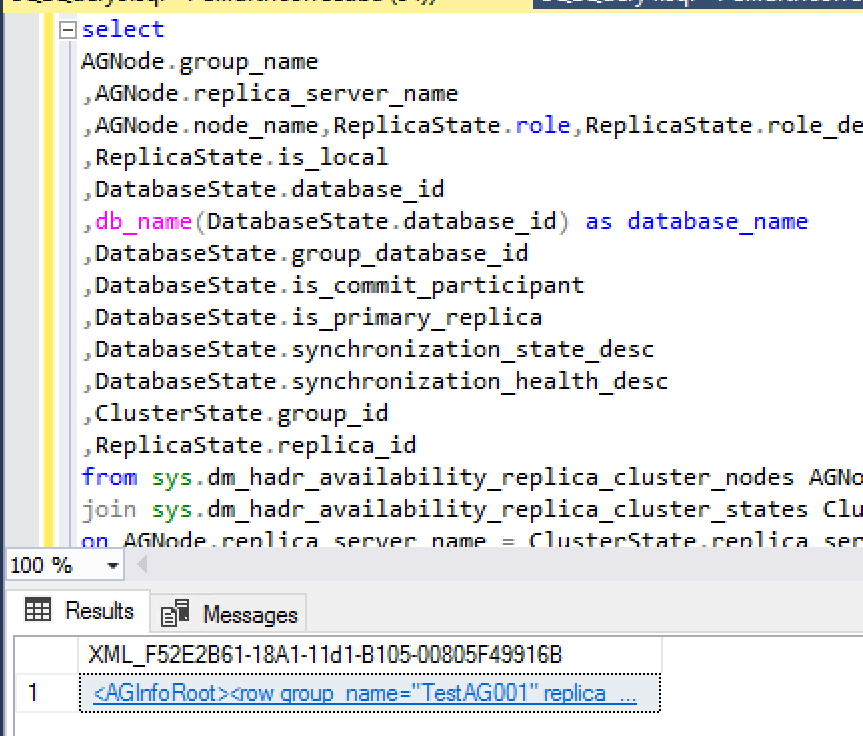 select
AGNode.group_name
,AGNode.replica_server_name
,AGNode.node_name,ReplicaState.role,ReplicaState.role_de
,ReplicaState.is_local
,DatabaseState.database_id
,db_name(DatabaseState.database_id) as database_name
,DatabaseState.group_database_id
,DatabaseState.is_commit_participant
,DatabaseState.is_primary_replica
,DatabaseState.synchronization_state_desc
,DatabaseState.synchronization_health_desc
,ClusterState.group_id
,ReplicaState.replica_id
from sys.dm_hadr_availability_replica_cluster_nodes AGNo
join sys.dm_hadr_availability_replica_cluster_states Clu
on AGNode.replica_server_name = ClusterState.replica_ser
100 %
Results Messages
XML_F52E2B61-18A1-11d1-B105-00805F49916B
1 <AGInfoRoot><row group_name="TestAG001" replica_...